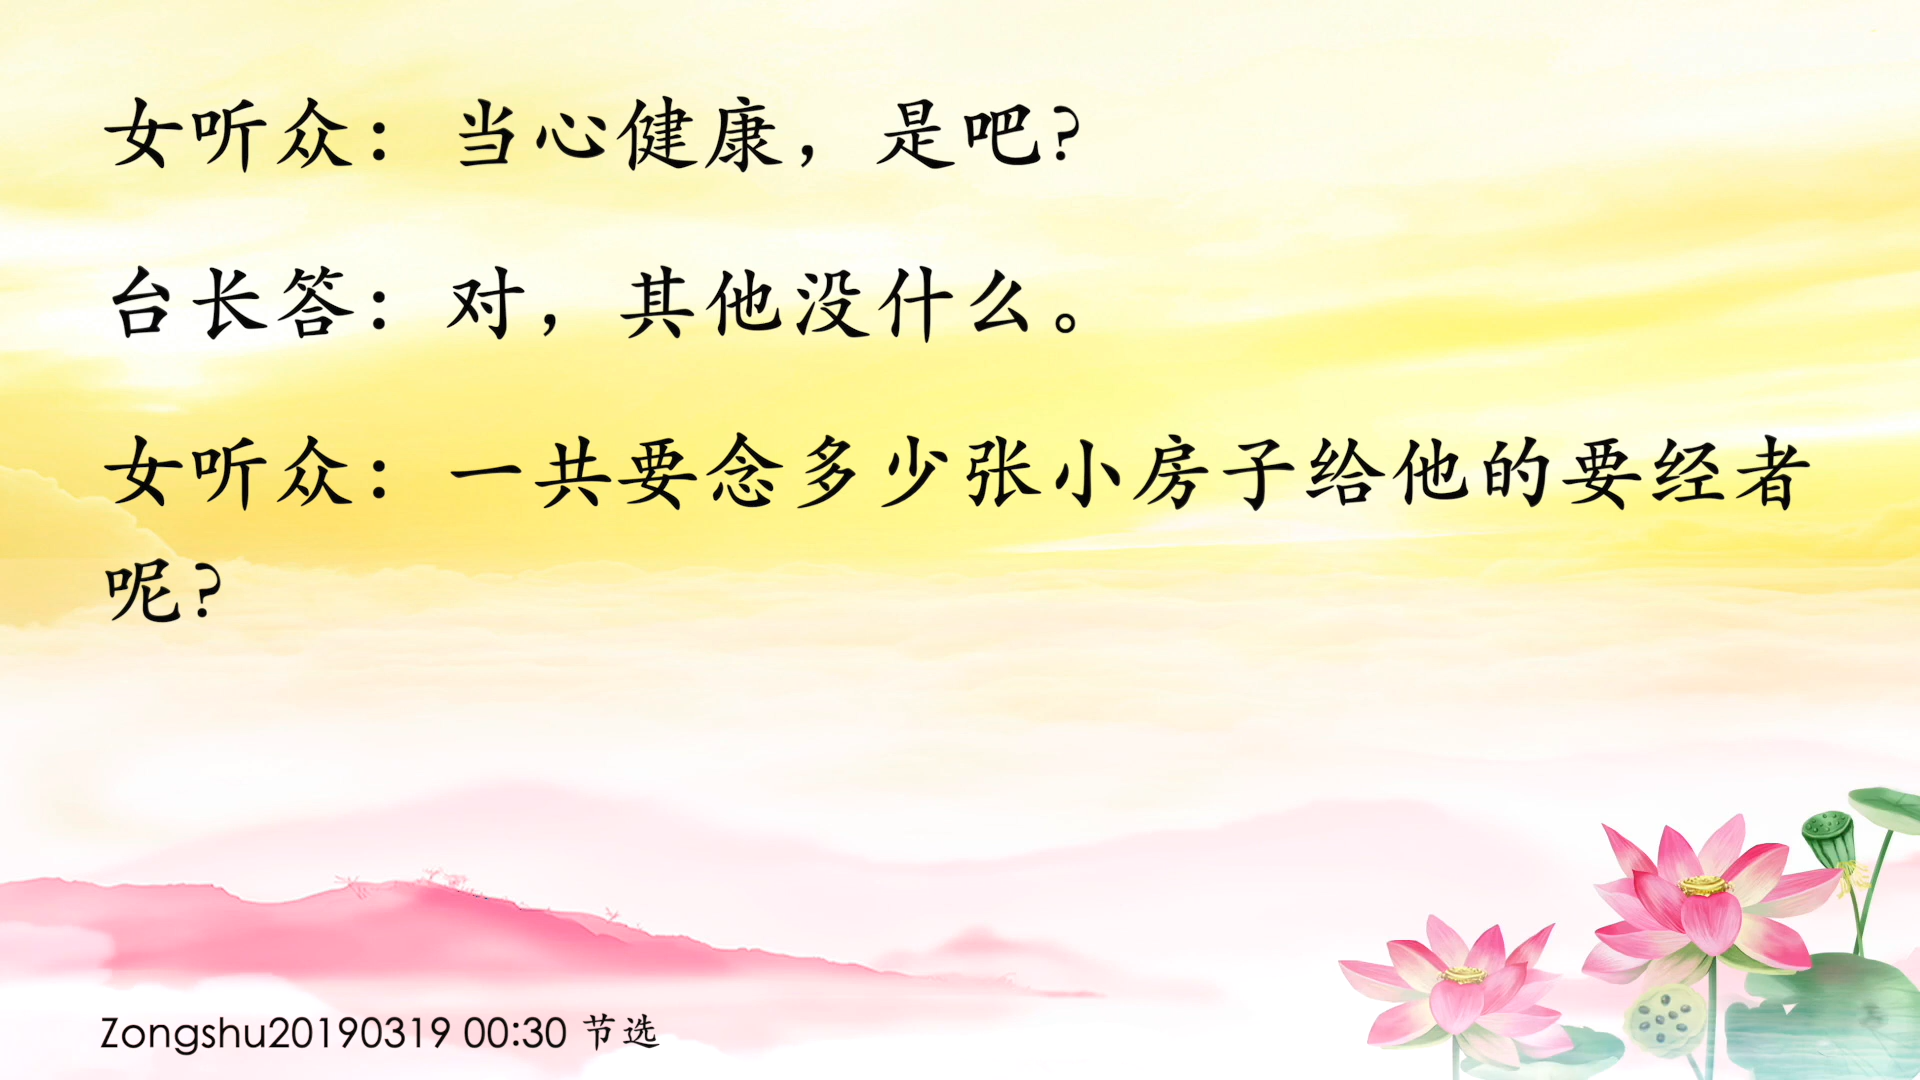 女听众：当心健康，是吧?
台长答：对，其他没什么。
女听众：一共要念多少张小房子给他的要经者
呢?
Zongshu20190319 00:30 节选